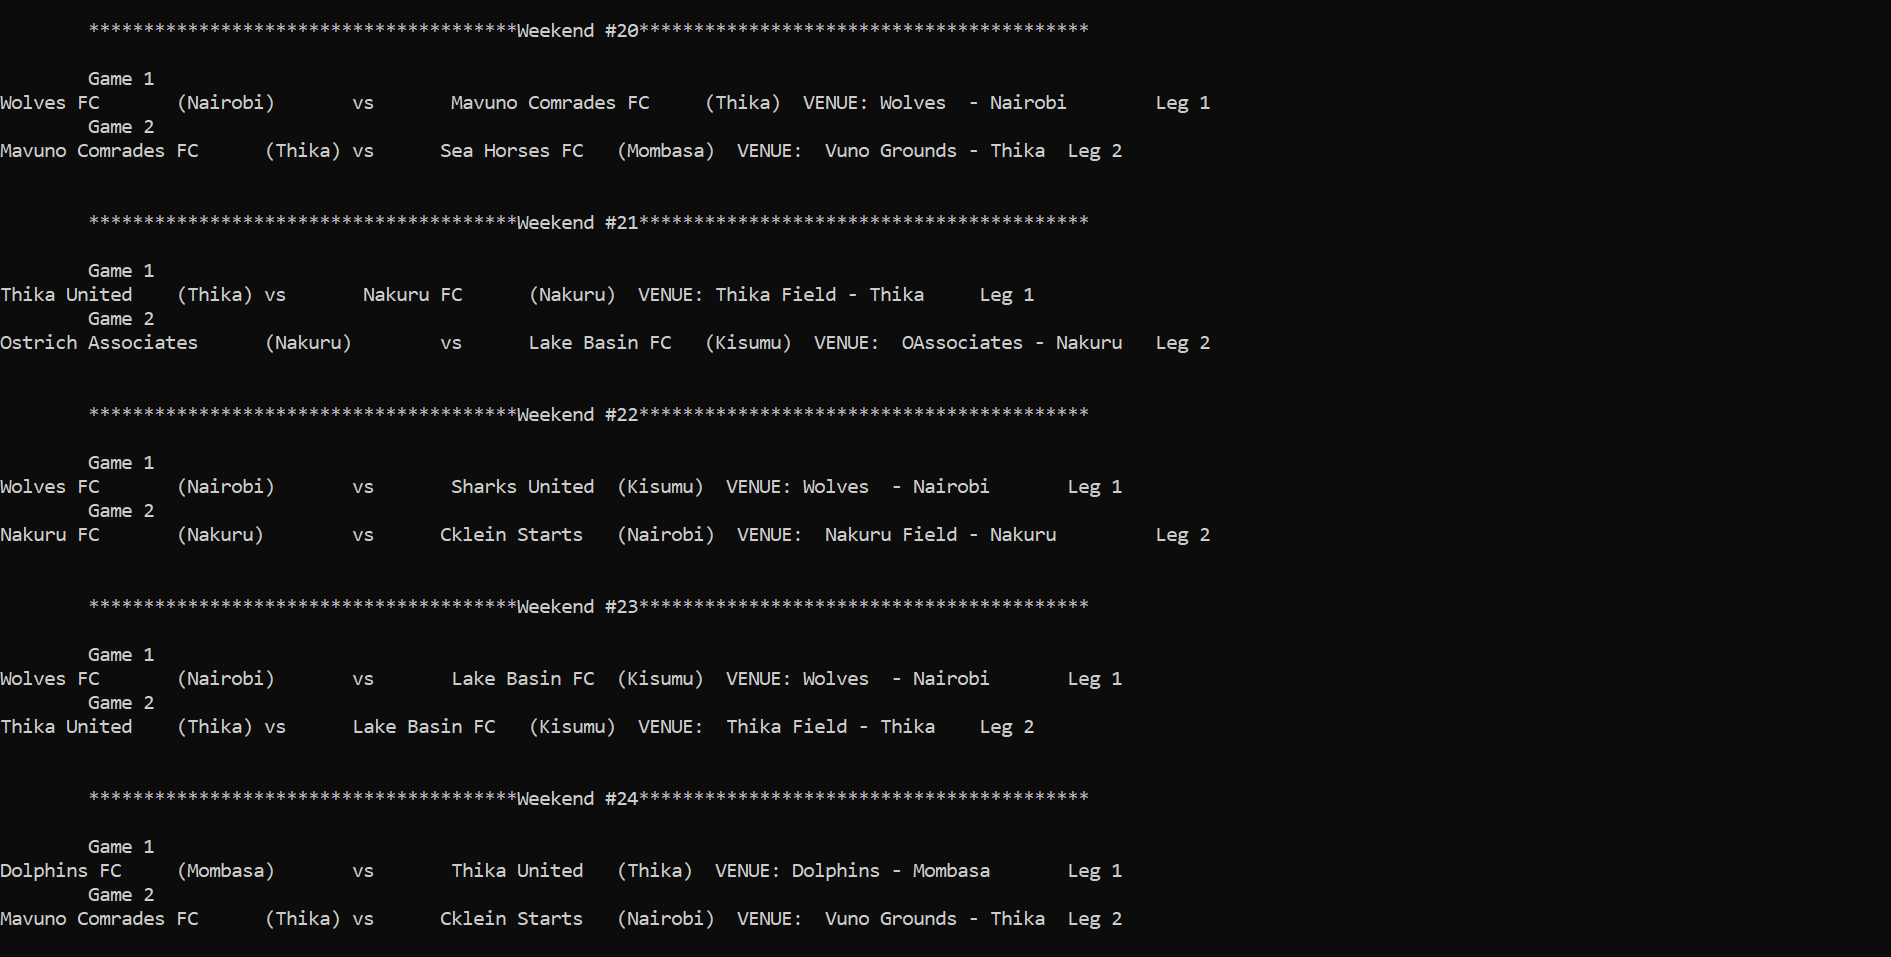 ***************************************Weekend #20*****************************************
Game 1
Wolves FC (Nairobi) vs Mavuno Comrades FC (Thika) VENUE: Wolves - Nairobi Leg 1
Game 2
Mavuno Comrades FC (Thika) vs Sea Horses FC (Mombasa) VENUE: Vuno Grounds - Thika Leg 2
***************************************Weekend #21*****************************************
Game 1
Thika United (Thika) vs Nakuru FC (Nakuru) VENUE: Thika Field - Thika Leg 1
Game 2
Ostrich Associates (Nakuru) vs Lake Basin FC (Kisumu) VENUE: OAssociates - Nakuru Leg 2
***************************************Weekend #22*****************************************
Game 1
Wolves FC (Nairobi) vs Sharks United (Kisumu) VENUE: Wolves - Nairobi Leg 1
Game 2
Nakuru FC (Nakuru) vs Cklein Starts (Nairobi) VENUE: Nakuru Field - Nakuru Leg 2
***************************************Weekend #23*****************************************
Game 1
Wolves FC (Nairobi) vs Lake Basin FC (Kisumu) VENUE: Wolves - Nairobi Leg 1
Game 2
Thika United (Thika) vs Lake Basin FC (Kisumu) VENUE: Thika Field - Thika Leg 2
***************************************Weekend #24*****************************************
Game 1
Dolphins FC (Mombasa) vs Thika United (Thika) VENUE: Dolphins - Mombasa Leg 1
Game 2
Mavuno Comrades FC (Thika) vs Cklein Starts (Nairobi) VENUE: Vuno Grounds - Thika Leg 2